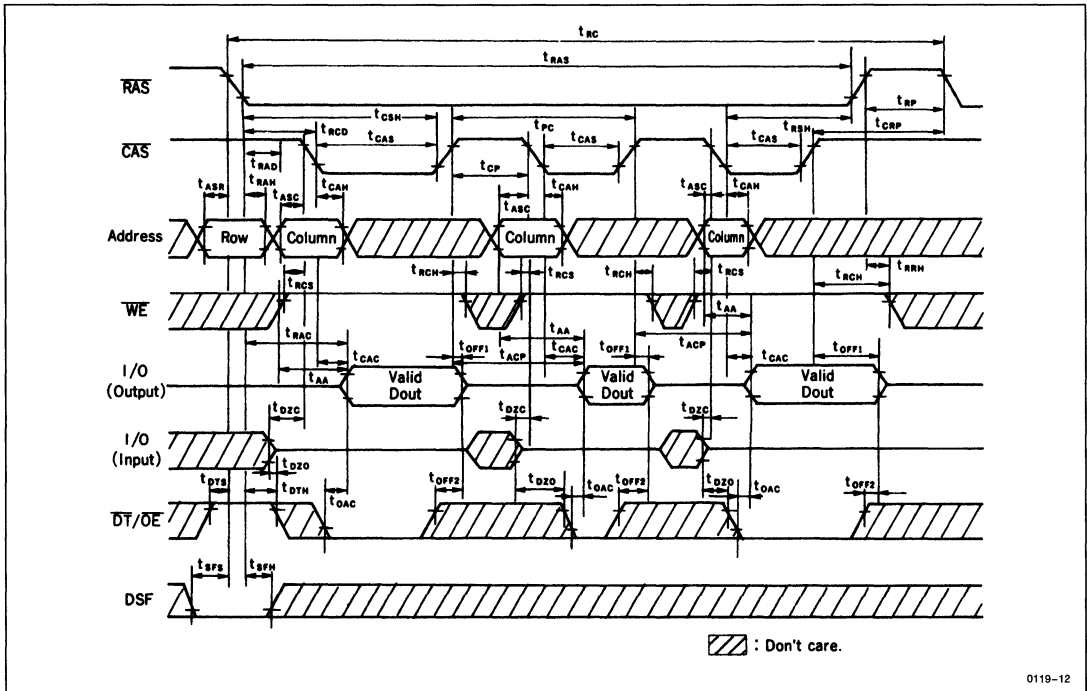 tRC
tRAS
RAS
tRP
tCSH
tPC
tRSH
tCRP
tRCD
tCAS
tCAS
tCAS
CAS
tRAD
tCP
tASR
tRAH
tASC
tCAH
tASC
tCAH
tASC
tCAH
Address
Row
Column
Column
Column
tRCS
tRCH
tRCS
tRCH
tRCS
tRCH
tRRH
WE
tRAC
tAA
tAA
tOFF1
tACP
tOFF1
tACP
tOFF1
tCAC
tCAC
tCAC
tAA
I/O
(Output)
Valid
Dout
Valid
Dout
Valid
Dout
tDZC
tDZC
tDZC
I/O
(Input)
tDZO
tDTS
tDTH
tOAC
tOFF2
tDZO
tOAC
tOFF2
tDZO
tOAC
tOFF2
DT/OE
tSFS
tSFH
DSF
: Don't care.
0119-12